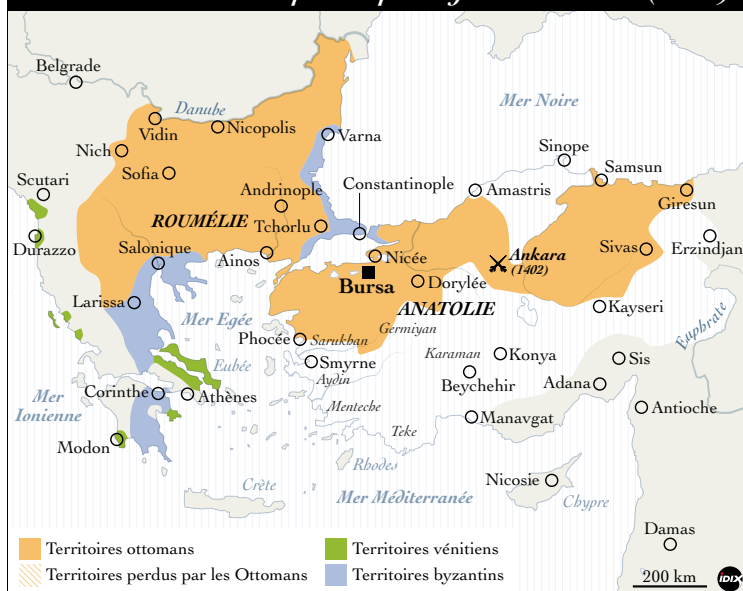 Belgrade
Danube
Mer Noire
Vidin
Nicopolis
Varna
Nich
Sinope
Sofia
Samsun
Scutari
Andrinople
Constantinople
Amastris
Giresun
ROUMÉLIE
Tchorlu
Durazzo
Salonique
Ainos
Nicée
Ankara
(1402)
Sivas
Erzindjan
Bursa
Dorylée
Larissa
ANATOLIE
Kayseri
Mer Egée
Germiyan
Euphrate
Phocée
Sarukhan
Eubée
Smyrne
Karaman
Konya
Sis
Aydin
Beychehir
Adana
Mer
Ionienne
Corinthe
Athènes
Menteche
Manavgat
Antioche
Modon
Teke
Rhodes
Crète
Mer Méditerranée
Nicosie
Chypre
Damas
Territoires ottomans
Territoires vénitiens
Territoires perdus par les Ottomans
Territoires byzantins
200 km
iDIX